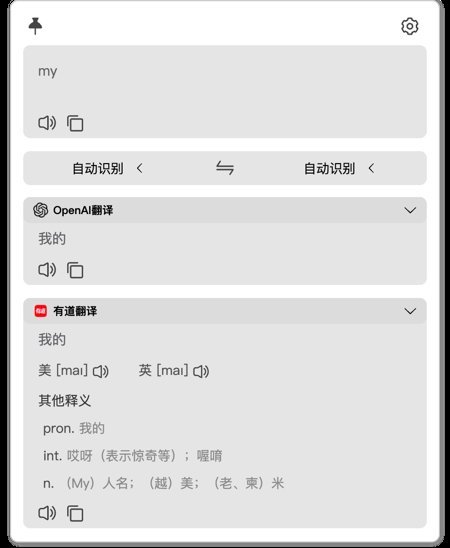 my
自动识别 自动识别
OpenAI翻译
我的
有道翻译
我的
美 [maɪ] 英 [maɪ]
其他释义
pron. 我的
int. 哎呀（表示惊奇等）；喔唷
n. （My）人名；（越）美；（老、柬）米